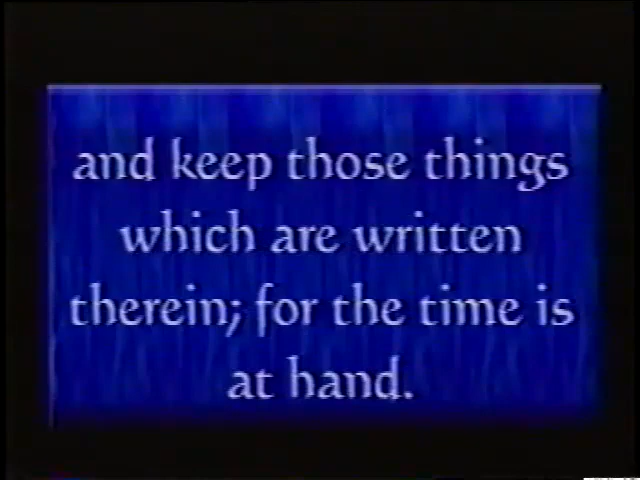 and keep those things
which are written
therein; for the time is
at hand.